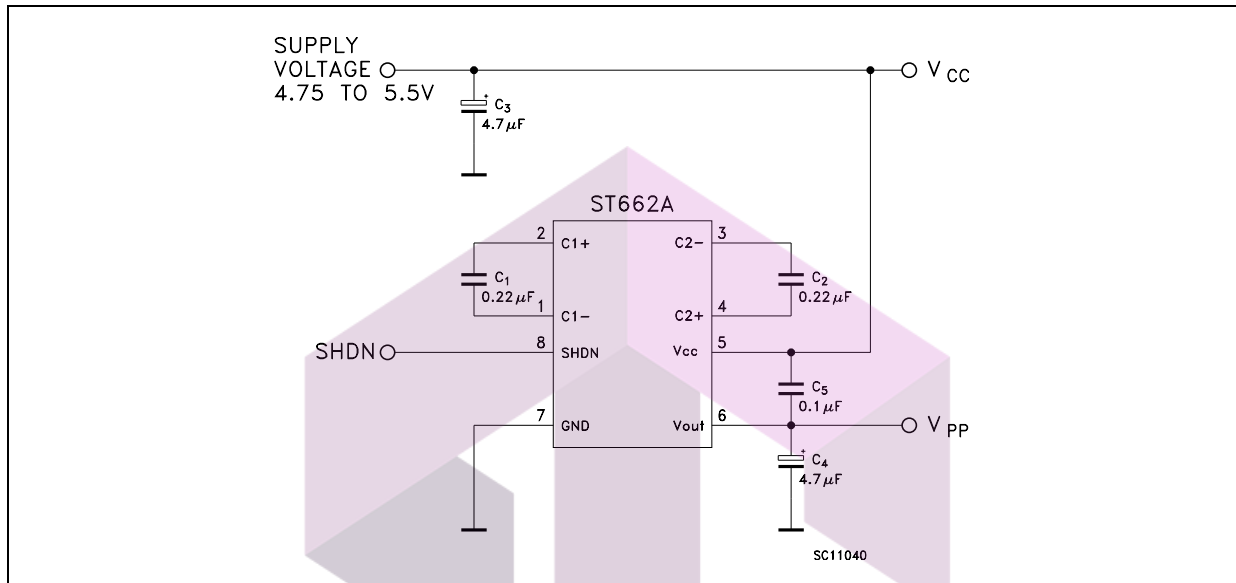 SUPPLY
VOLTAGE
4.75 TO 5.5V
VCC
C3
4.7μF
ST662A
2 C1+ C2- 3
C1
0.22μF
C2
0.22μF
1 C1- C2+ 4
SHDN 8 SHDN Vcc 5
C5
0.1μF
7 GND Vout 6 VPP
C4
4.7μF
SC11040